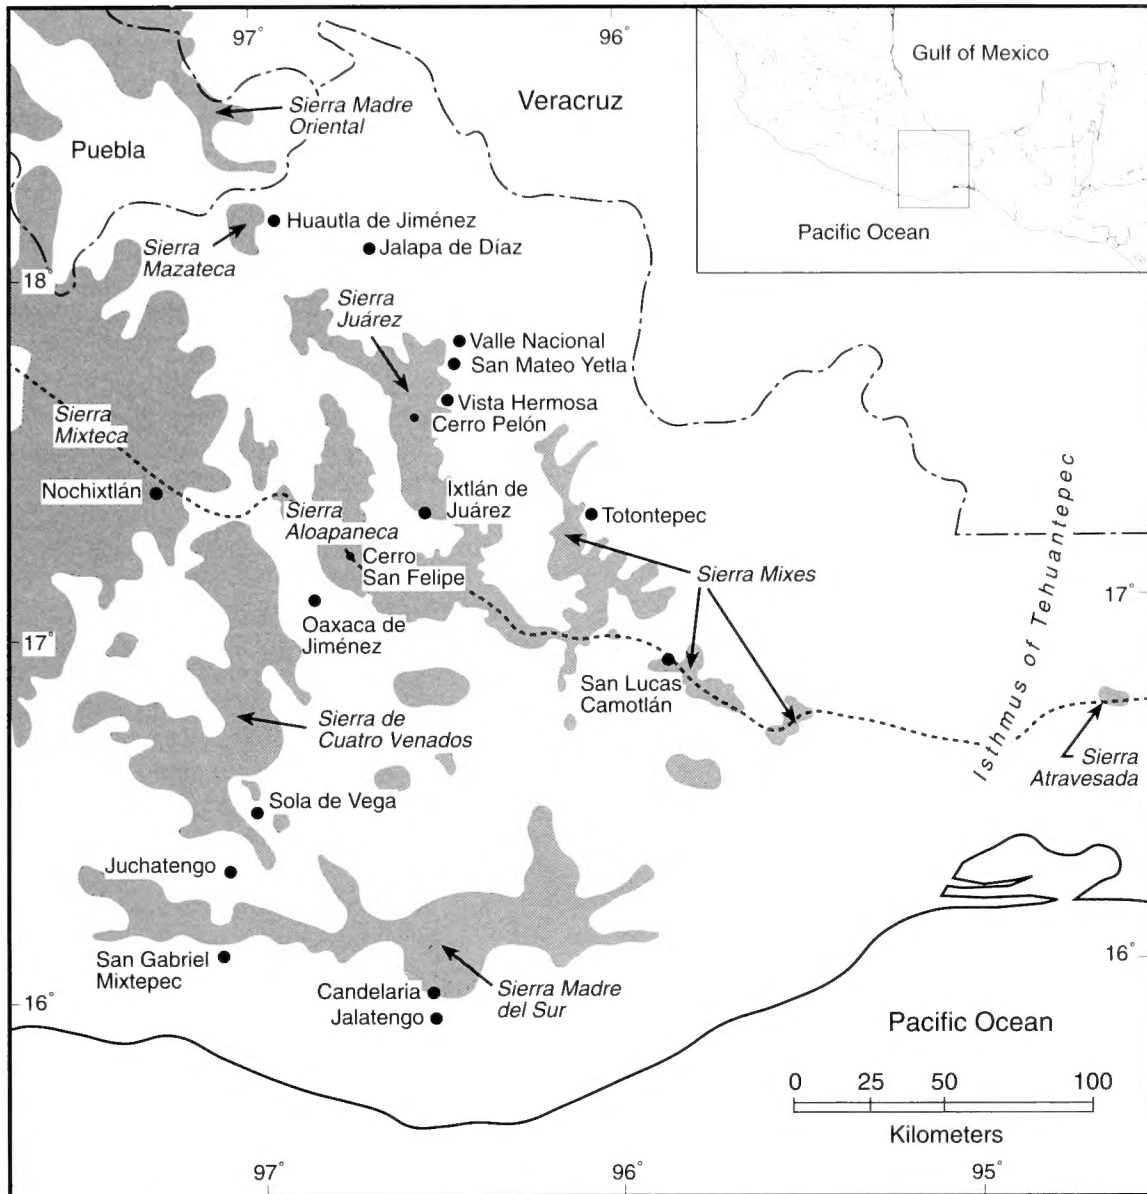 97°
96°
Gulf of Mexico
Pacific Ocean
Sierra Madre
Oriental
Veracruz
Puebla
Huautla de Jiménez
Jalapa de Díaz
Sierra
Mazateca
18°
Sierra
Juárez
Valle Nacional
San Mateo Yetla
Vista Hermosa
Cerro Pelón
Sierra
Mixteca
Nochixtlán
Ixtlán de
Juárez
Sierra
Aloapaneca
Totontepec
Cerro
San Felipe
Sierra Mixes
Isthmus of Tehuantepec
17°
Oaxaca de
Jiménez
17°
San Lucas
Camotlán
Sierra de
Cuatro Venados
Sierra
Atravesada
Sola de Vega
Juchatengo
San Gabriel
Mixtepec
16°
Candelaria
Jalatengo
Sierra Madre
del Sur
16°
Pacific Ocean
0 25 50 100
Kilometers
97°
96°
95°